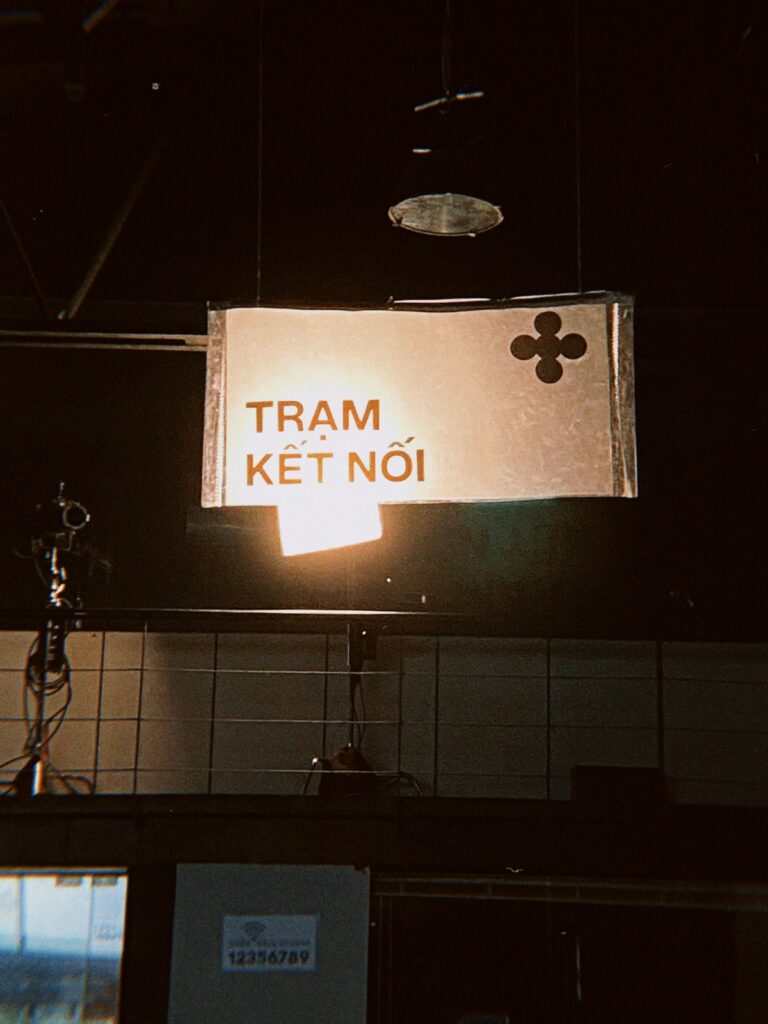 TRẠM
KẾT NỐI
12356789